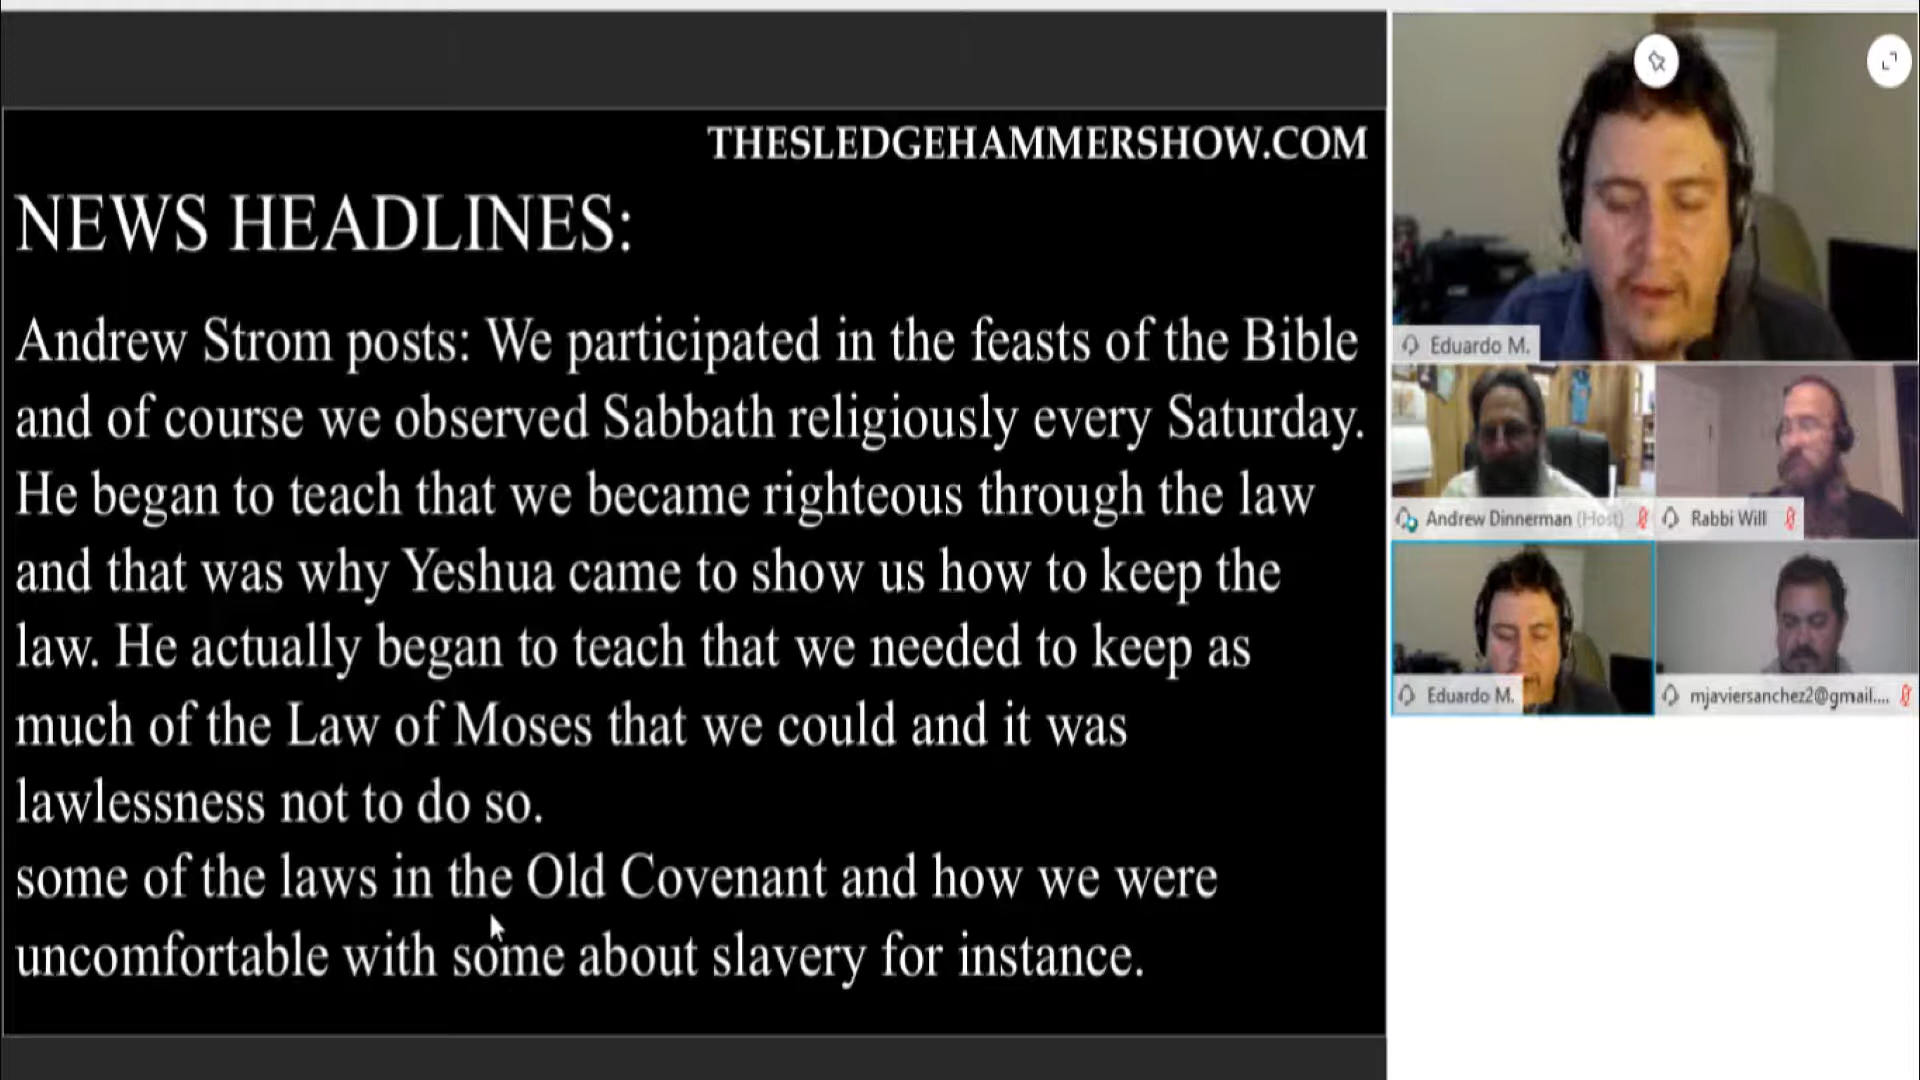 THESLEDGEHAMMERSHOW.COM
NEWS HEADLINES:
Andrew Strom posts: We participated in the feasts of the Bible
and of course we observed Sabbath religiously every Saturday.
He began to teach that we became righteous through the law
and that was why Yeshua came to show us how to keep the
law. He actually began to teach that we needed to keep as
much of the Law of Moses that we could and it was
lawlessness not to do so.
some of the laws in the Old Covenant and how we were
uncomfortable with some about slavery for instance.
Eduardo M.
Andrew Dinnerman (Host)
Rabbi Will
Eduardo M.
mjaviersanchez2@gmail....